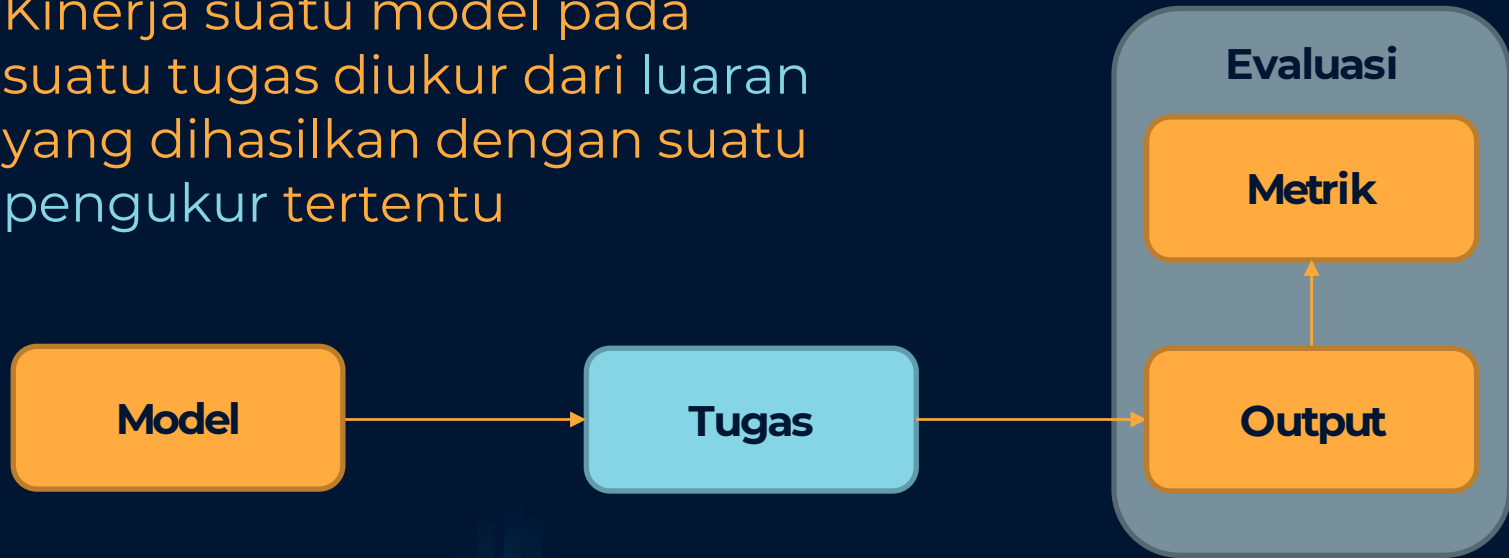 Kinerja suatu model pada
suatu tugas diukur dari luaran
yang dihasilkan dengan suatu
pengukur tertentu
Evaluasi
Metrik
Model
Tugas
Output